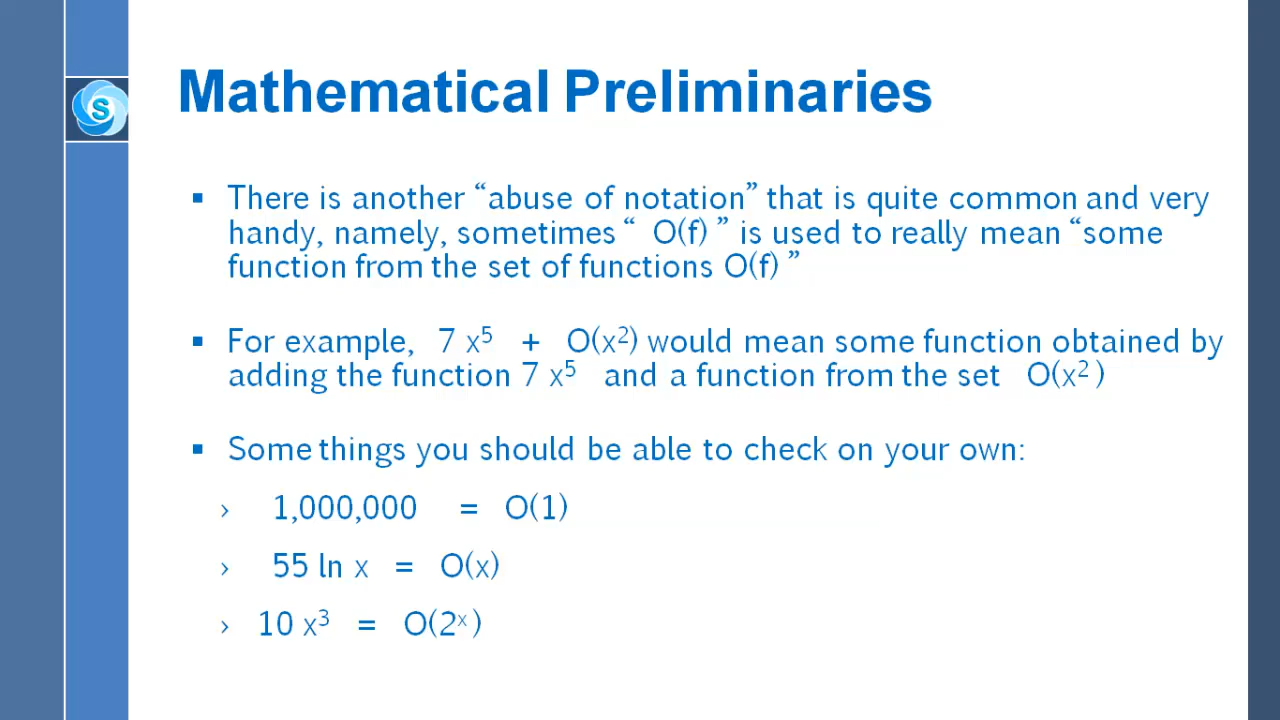 S
Mathematical Preliminaries
▪ There is another “abuse of notation” that is quite common and very
handy, namely, sometimes “ O(f) ” is used to really mean “some
function from the set of functions O(f) ”
▪ For example, 7 x⁵ + O(x²) would mean some function obtained by
adding the function 7 x⁵ and a function from the set O(x² )
▪ Some things you should be able to check on your own:
› 1,000,000 = O(1)
› 55 ln x = O(x)
› 10 x³ = O(2ˣ )